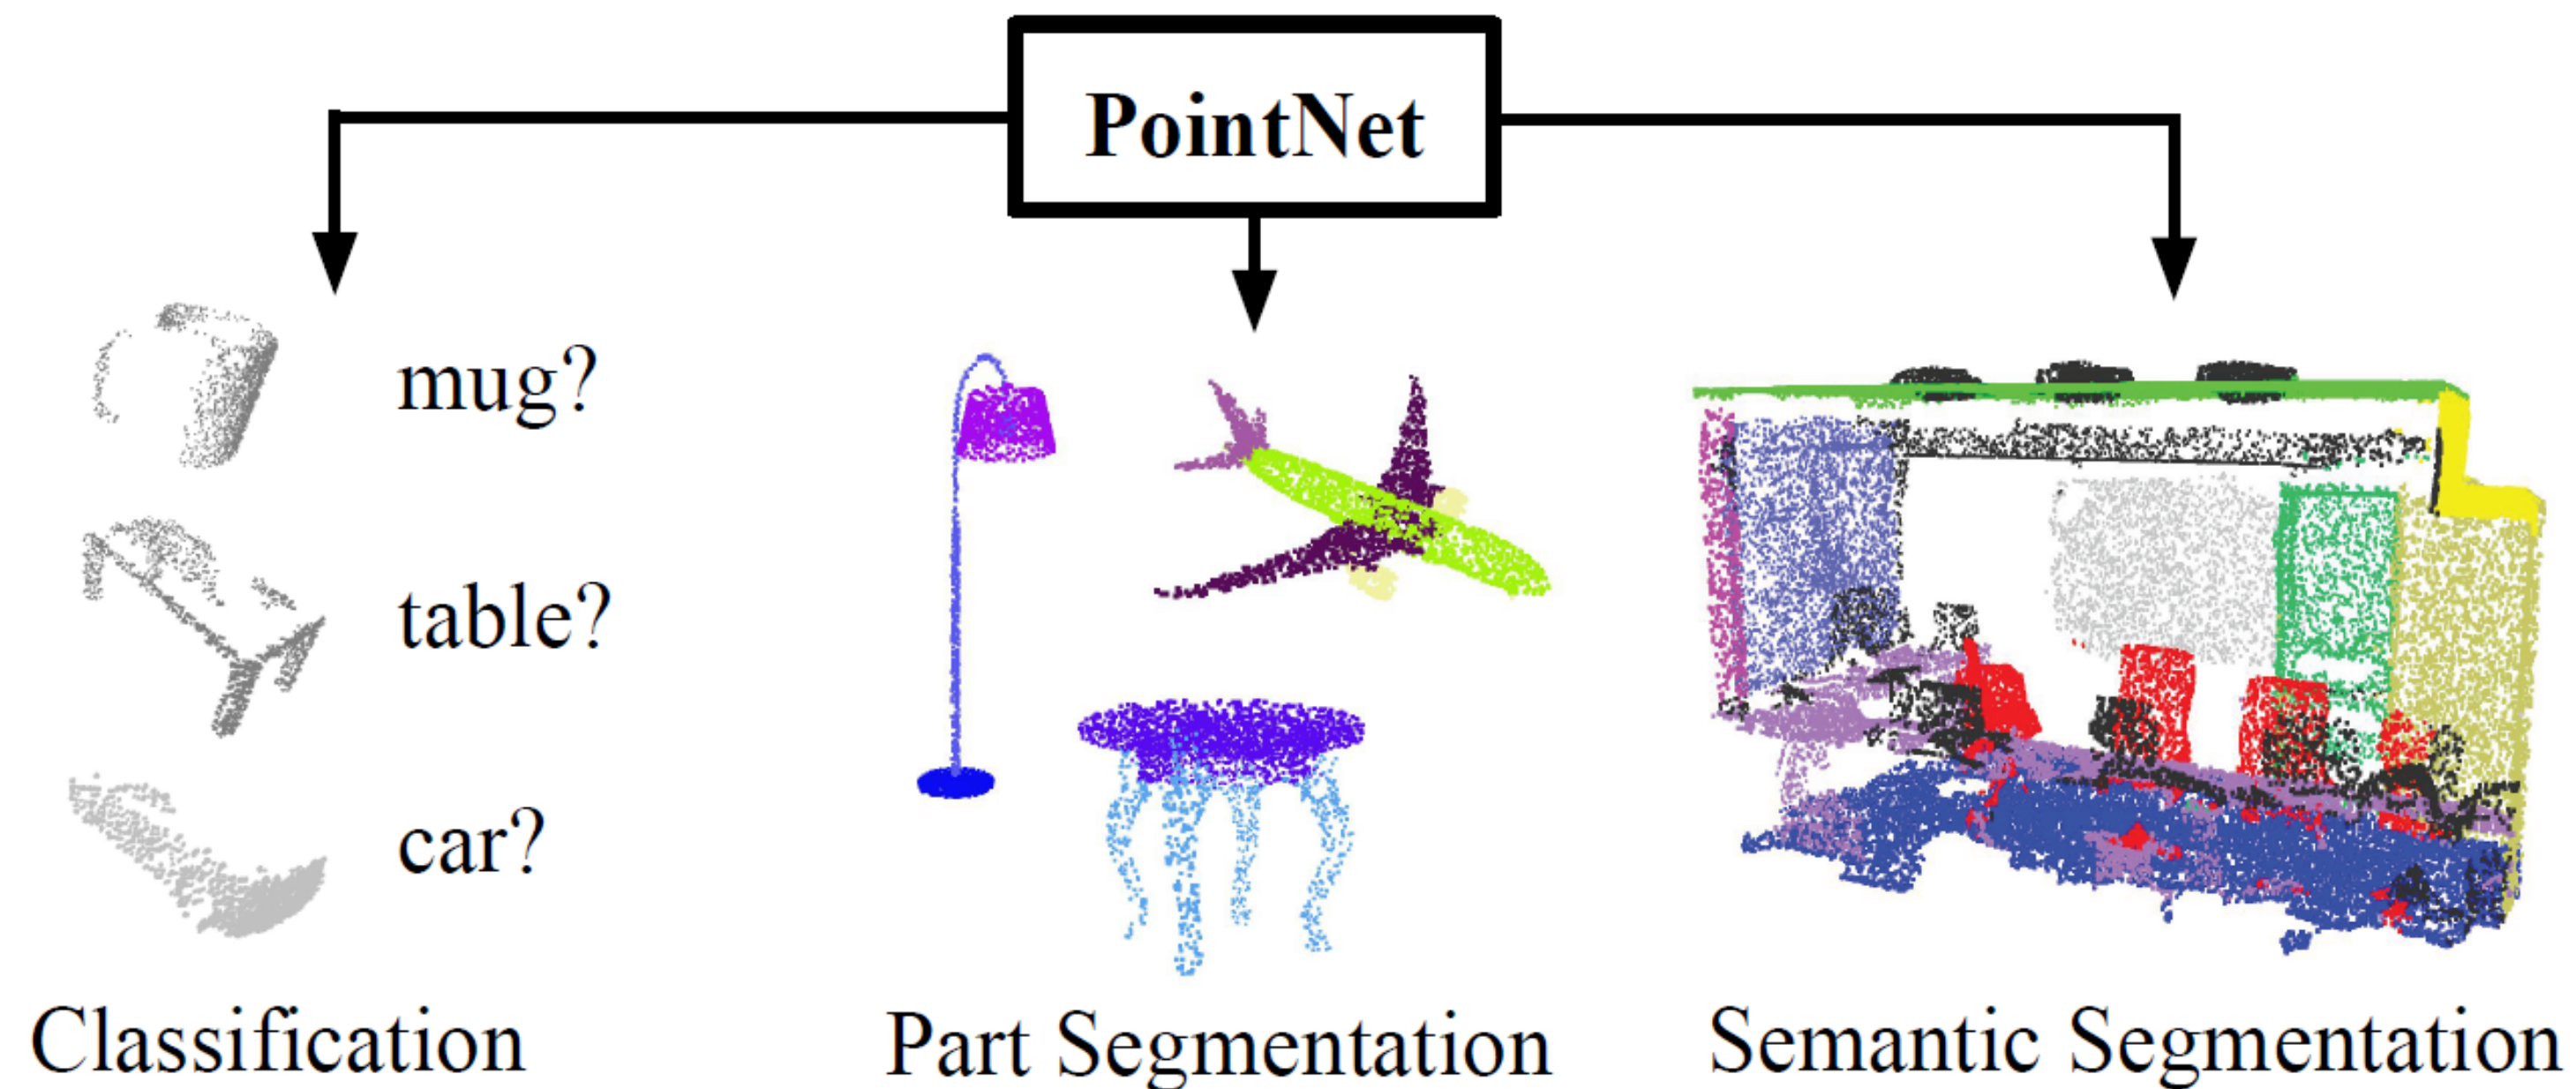 PointNet
mug?
table?
car?
Classification
Part Segmentation
Semantic Segmentation